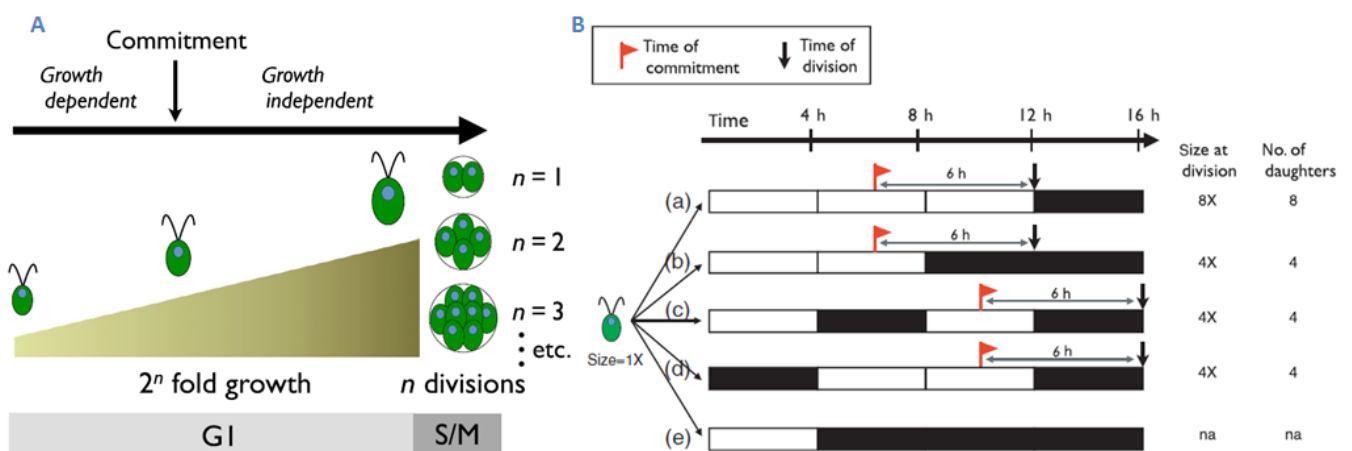 A
Commitment
Growth
dependent
Growth
independent
n = 1
n = 2
n = 3
etc.
2ⁿ fold growth
n divisions
G1
S/M
B
Time of
commitment
Time of
division
Time
4 h
8 h
12 h
16 h
Size at
division
No. of
daughters
(a)
6 h
8X
8
(b)
6 h
4X
4
(c)
6 h
4X
4
Size=1X
(d)
6 h
4X
4
(e)
na
na